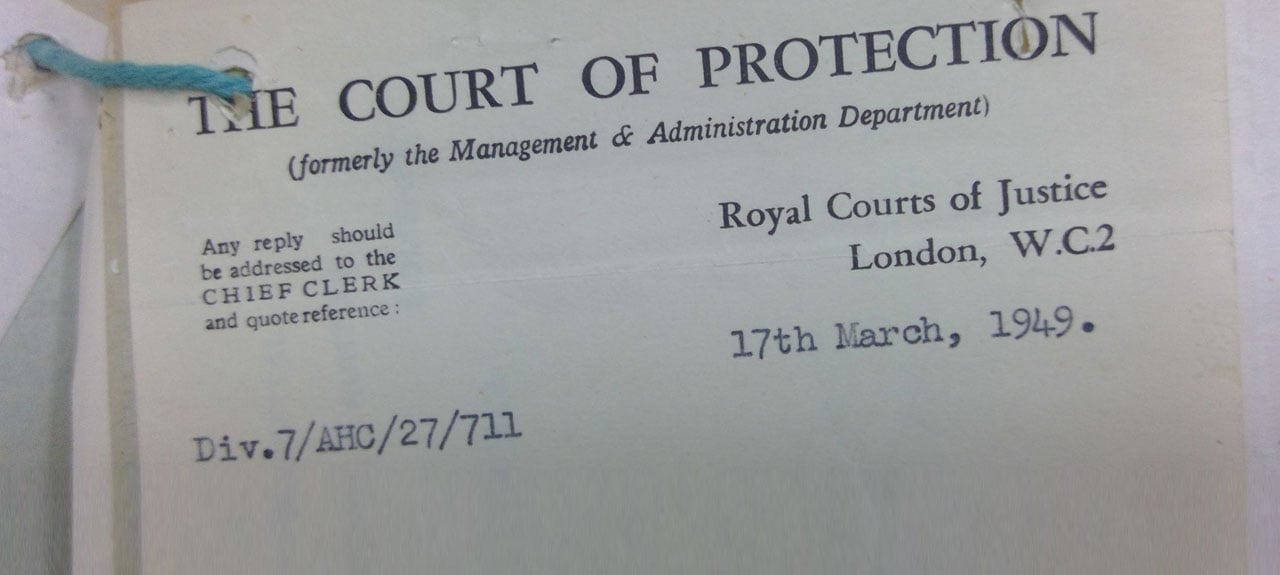 THE COURT OF PROTECTION
(formerly the Management & Administration Department)
Royal Courts of Justice
London, W.C.2
Any reply should
be addressed to the
CHIEF CLERK
and quote reference:
17th March, 1949.
Div.7/AHC/27/711